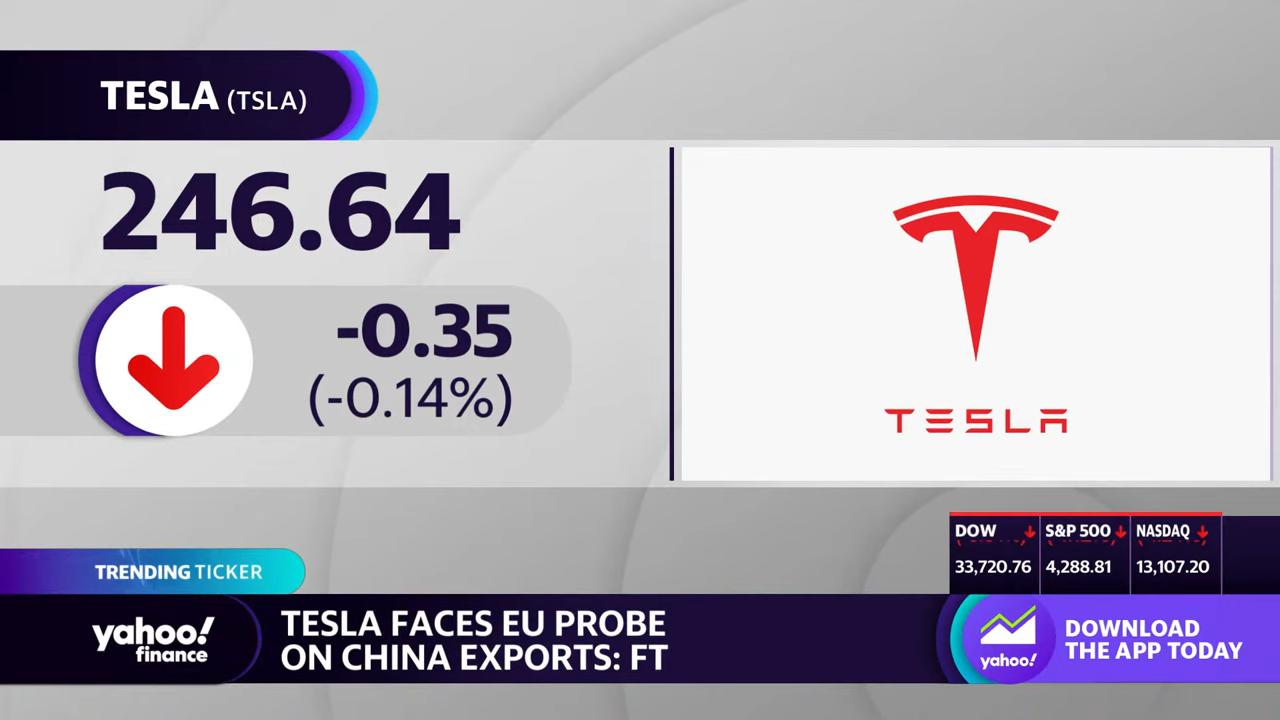 TESLA (TSLA)
246.64
-0.35
(-0.14%)
TESLA
DOW
33,720.76
S&P 500
4,288.81
NASDAQ
13,107.20
TRENDING TICKER
yahoo!
finance
TESLA FACES EU PROBE
ON CHINA EXPORTS: FT
yahoo!
DOWNLOAD
THE APP TODAY